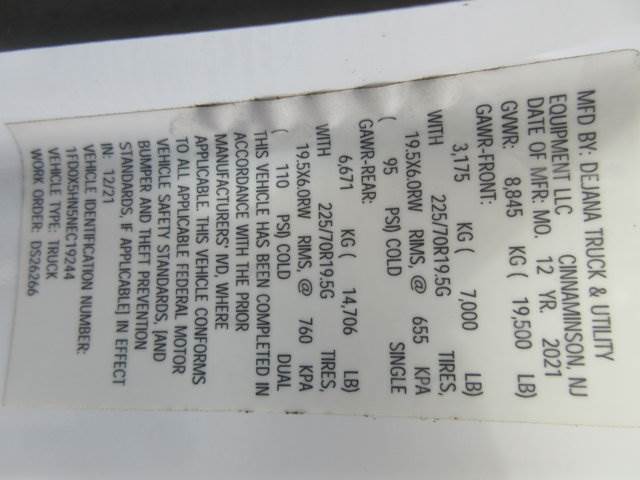 MFD BY: DEJANA TRUCK & UTILITY
EQUIPMENT LLC CINNAMINSON, NJ
DATE OF MFR: MO. 12 YR. 2021
GVWR: 8,845 KG ( 19,500 LB)
GAWR-FRONT:
3,175 KG ( 7,000 LB)
WITH 225/70R19.5G TIRES,
19.5X6.0RW RIMS, @ 655 KPA
( 95 PSI) COLD SINGLE
GAWR-REAR:
6,671 KG ( 14,706 LB)
WITH 225/70R19.5G TIRES,
19.5X6.0RW RIMS, @ 760 KPA
( 110 PSI) COLD DUAL
THIS VEHICLE HAS BEEN COMPLETED IN
ACCORDANCE WITH THE PRIOR
MANUFACTURERS' IVD, WHERE
APPLICABLE. THIS VEHICLE CONFORMS
TO ALL APPLICABLE FEDERAL MOTOR
VEHICLE SAFETY STANDARDS, [AND
BUMPER AND THEFT PREVENTION
STANDARDS, IF APPLICABLE] IN EFFECT
IN: 12/21
VEHICLE IDENTIFICATION NUMBER:
1FD0X5HN5NEC19244
VEHICLE TYPE: TRUCK
WORK ORDER: DS26266